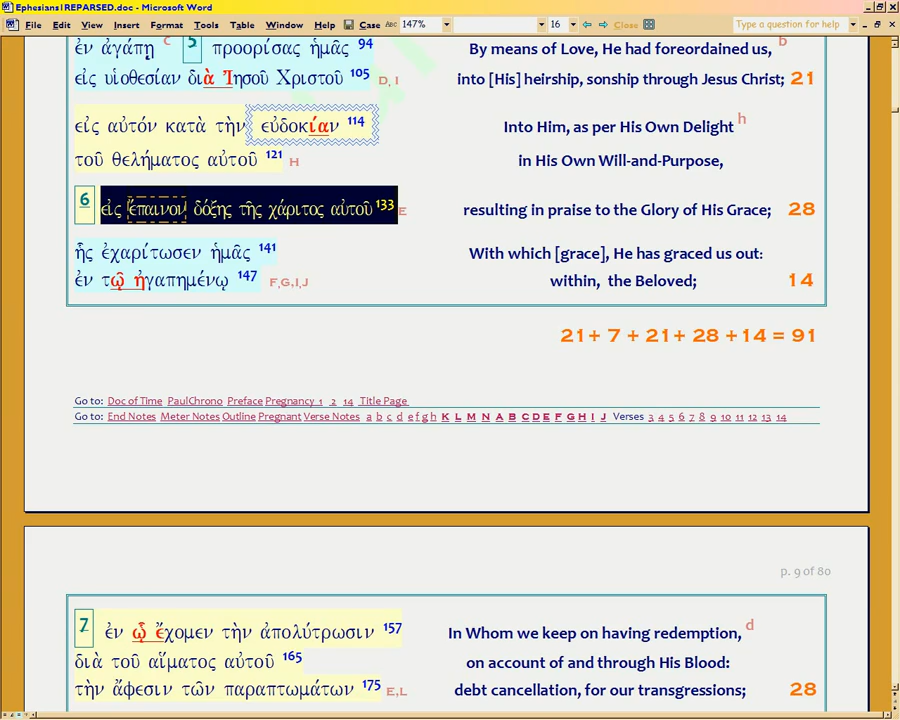 Ephesians1REPARSED.doc - Microsoft Word
File Edit View Insert Format Tools Table Window Help Case Abc 147% 16 Close Type a question for help
ἐν ἀγάπῃ c 5 προορίσας ἡμᾶς 94 By means of Love, He had foreordained us, b
εἰς υἱοθεσίαν διὰ Ἰησοῦ Χριστοῦ 105 D, I into [His] heirship, sonship through Jesus Christ; 21
εἰς αὐτόν κατὰ τὴν εὐδοκίαν 114 Into Him, as per His Own Delight h
τοῦ θελήματος αὐτοῦ 121 H in His Own Will-and-Purpose,
6 εἰς ἔπαινον δόξης τῆς χάριτος αὐτοῦ 133 E resulting in praise to the Glory of His Grace; 28
ἧς ἐχαρίτωσεν ἡμᾶς 141 With which [grace], He has graced us out:
ἐν τῷ ἠγαπημένῳ 147 F,G,I,J within, the Beloved; 14
21+ 7 + 21+ 28 +14 = 91
Go to: Doc of Time PaulChrono Preface Pregnancy 1 2 14 Title Page
Go to: End Notes Meter Notes Outline Pregnant Verse Notes a b c d e f g h K L M N A B C D E F G H I J Verses 3 4 5 6 7 8 9 10 11 12 13 14
p. 9 of 80
7 ἐν ᾧ ἔχομεν τὴν ἀπολύτρωσιν 157 In Whom we keep on having redemption, d
διὰ τοῦ αἵματος αὐτοῦ 165 on account of and through His Blood:
τὴν ἄφεσιν τῶν παραπτωμάτων 175 E,L debt cancellation, for our transgressions; 28